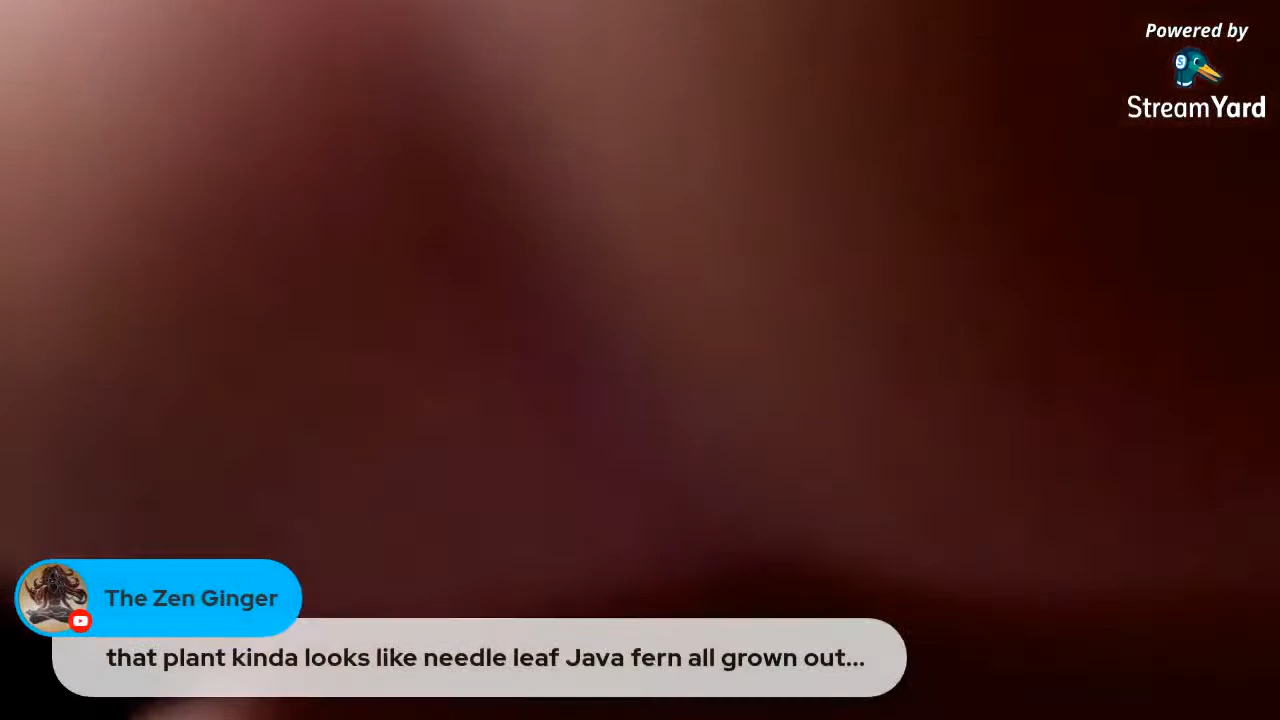 Powered by
StreamYard
The Zen Ginger
that plant kinda looks like needle leaf Java fern all grown out...